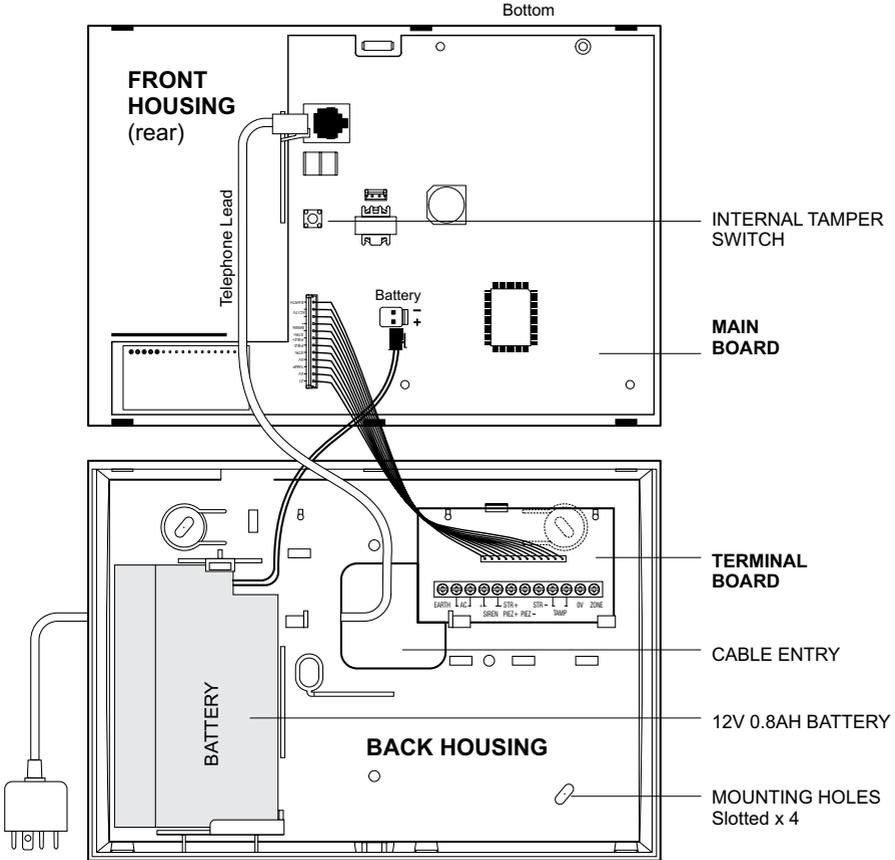 Bottom
FRONT
HOUSING
(rear)
Telephone Lead
INTERNAL TAMPER
SWITCH
Battery
–
+
MAIN
BOARD
TERMINAL
BOARD
EARTH AC + – STR+ STR – 0V ZONE
SIREN PIEZ+ PIEZ – TAMP
CABLE ENTRY
BATTERY
12V 0.8AH BATTERY
BACK HOUSING
MOUNTING HOLES
Slotted x 4